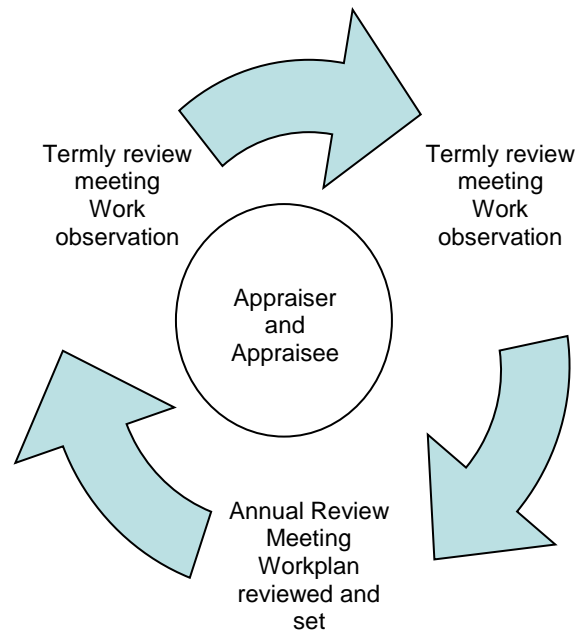 Termly review
meeting
Work
observation
Termly review
meeting
Work
observation
Appraiser
and
Appraisee
Annual Review
Meeting
Workplan
reviewed and
set